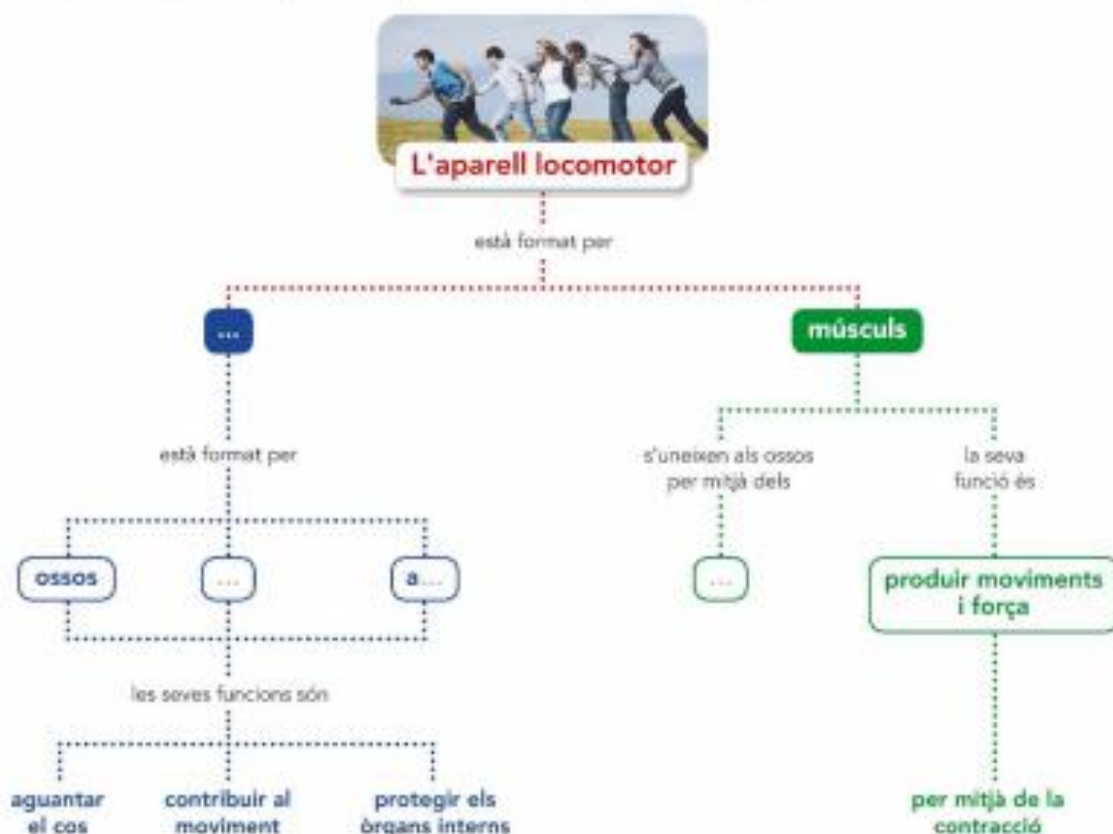 L'aparell locomotor
està format per
...
músculs
està format per
s'uneixen als ossos
per mitjà dels
la seva
funció és
ossos
...
a...
...
produir moviments
i força
les seves funcions són
aguantar
el cos
contribuir al
moviment
protegir els
òrgans interns
per mitjà de la
contracció